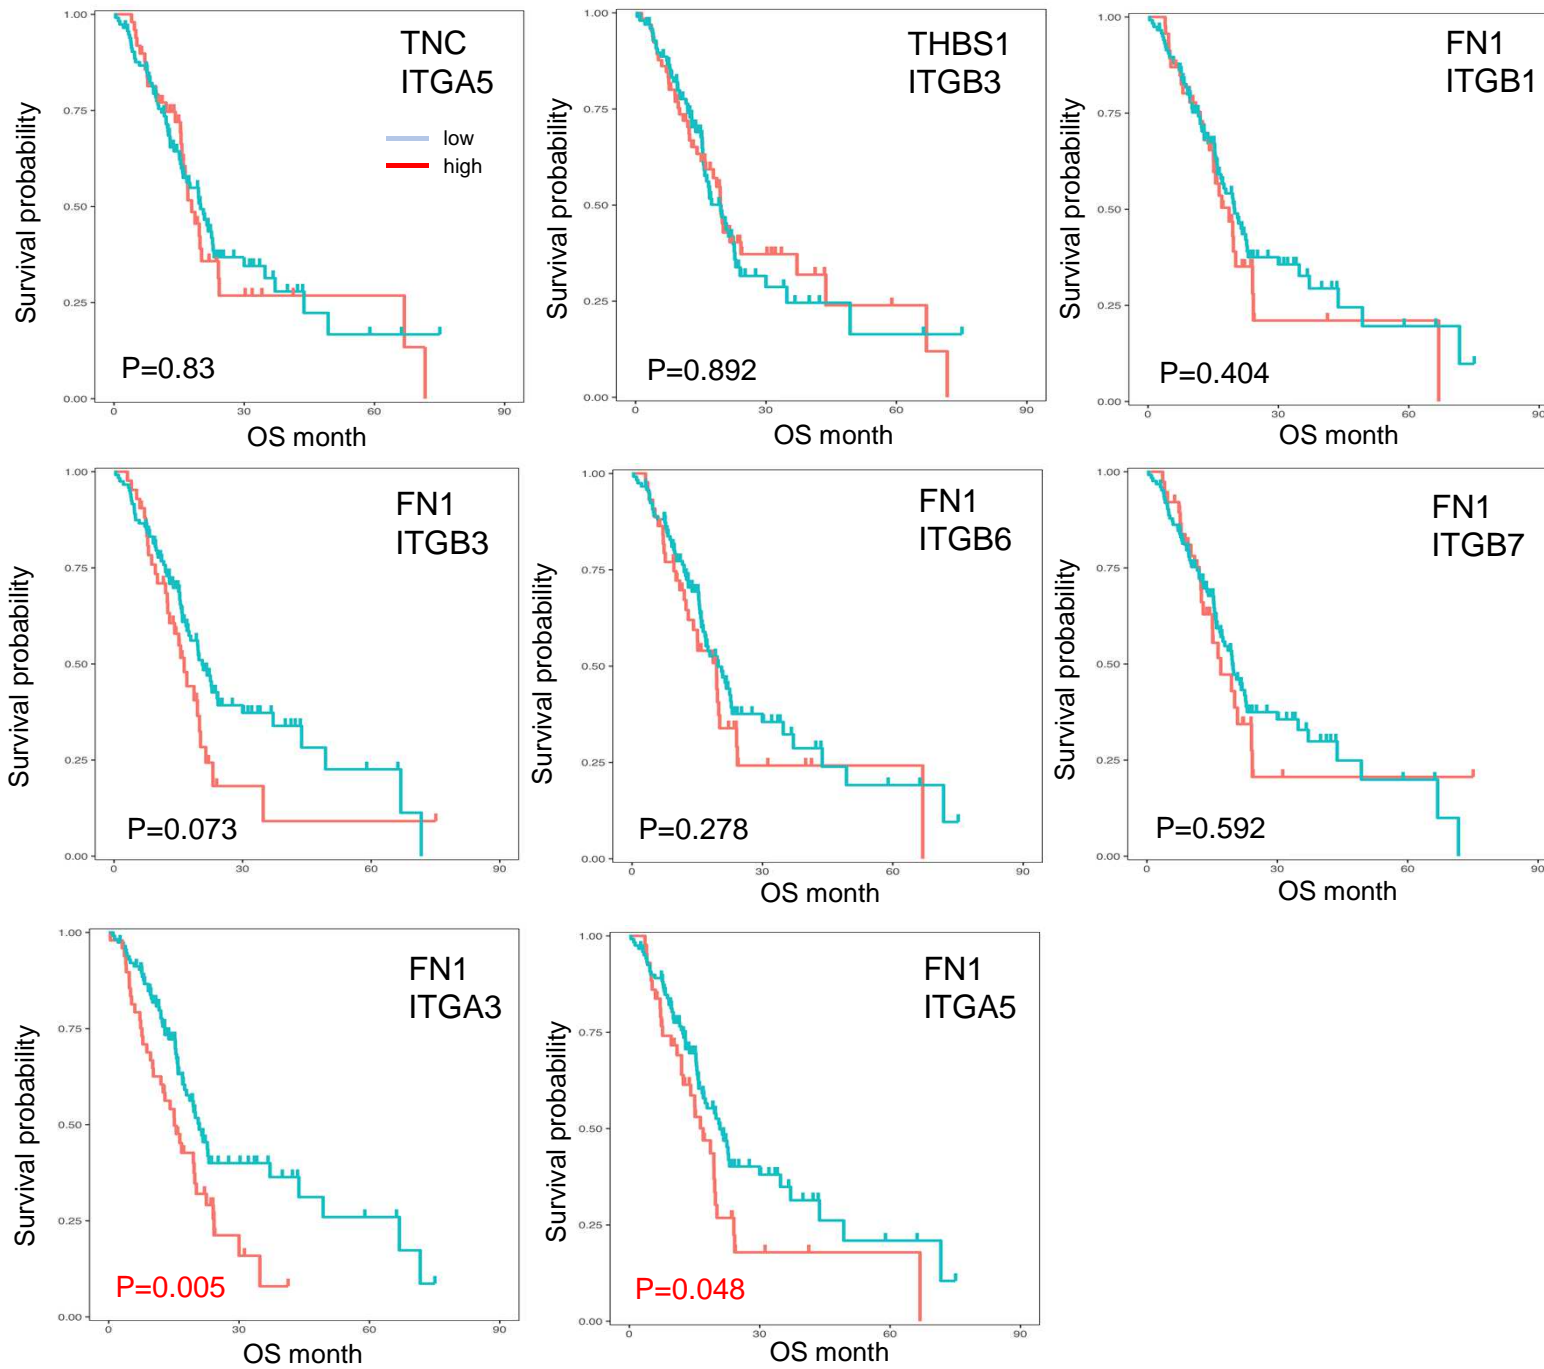 TNC
ITGA5
low
high
1.00
0.75
0.50
0.25
0.00
Survival probability
P=0.83
0 30 60 90
OS month
THBS1
ITGB3
1.00
0.75
0.50
0.25
0.00
Survival probability
P=0.892
0 30 60 90
OS month
FN1
ITGB1
1.00
0.75
0.50
0.25
0.00
Survival probability
P=0.404
0 30 60 90
OS month
FN1
ITGB3
1.00
0.75
0.50
0.25
0.00
Survival probability
P=0.073
0 30 60 90
FN1
ITGB6
1.00
0.75
0.50
0.25
0.00
Survival probability
P=0.278
0 30 60 90
OS month
FN1
ITGB7
1.00
0.75
0.50
0.25
0.00
Survival probability
P=0.592
0 30 60 90
OS month
FN1
ITGA3
1.00
0.75
0.50
0.25
0.00
Survival probability
P=0.005
0 30 60 90
OS month
FN1
ITGA5
1.00
0.75
0.50
0.25
0.00
Survival probability
P=0.048
0 30 60 90
OS month